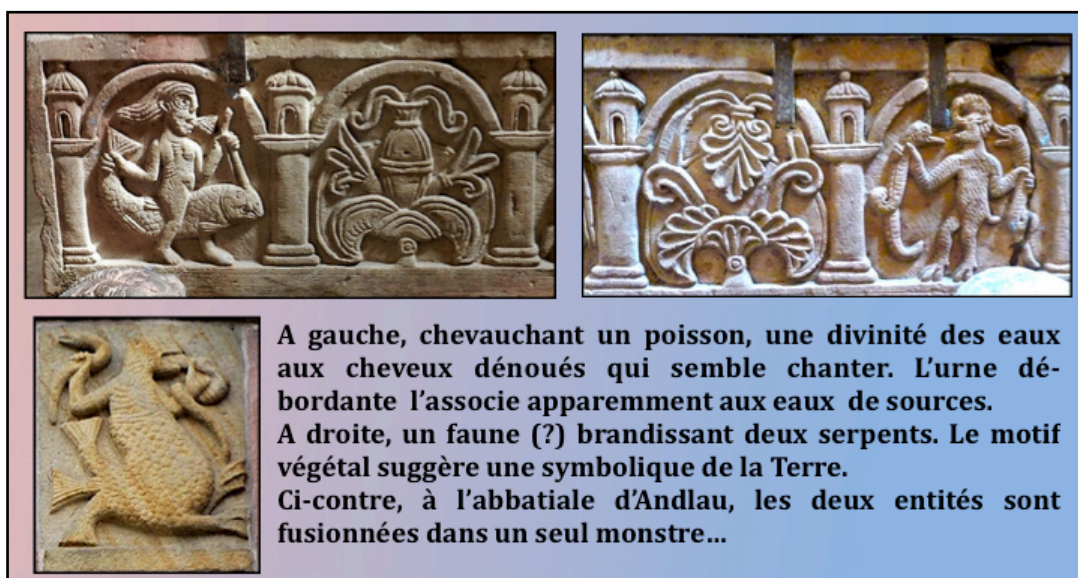 A gauche, chevauchant un poisson, une divinité des eaux
aux cheveux dénoués qui semble chanter. L'urne dé-
bordante l'associe apparemment aux eaux de sources.
A droite, un faune (?) brandissant deux serpents. Le motif
végétal suggère une symbolique de la Terre.
Ci-contre, à l'abbatiale d'Andlau, les deux entités sont
fusionnées dans un seul monstre…